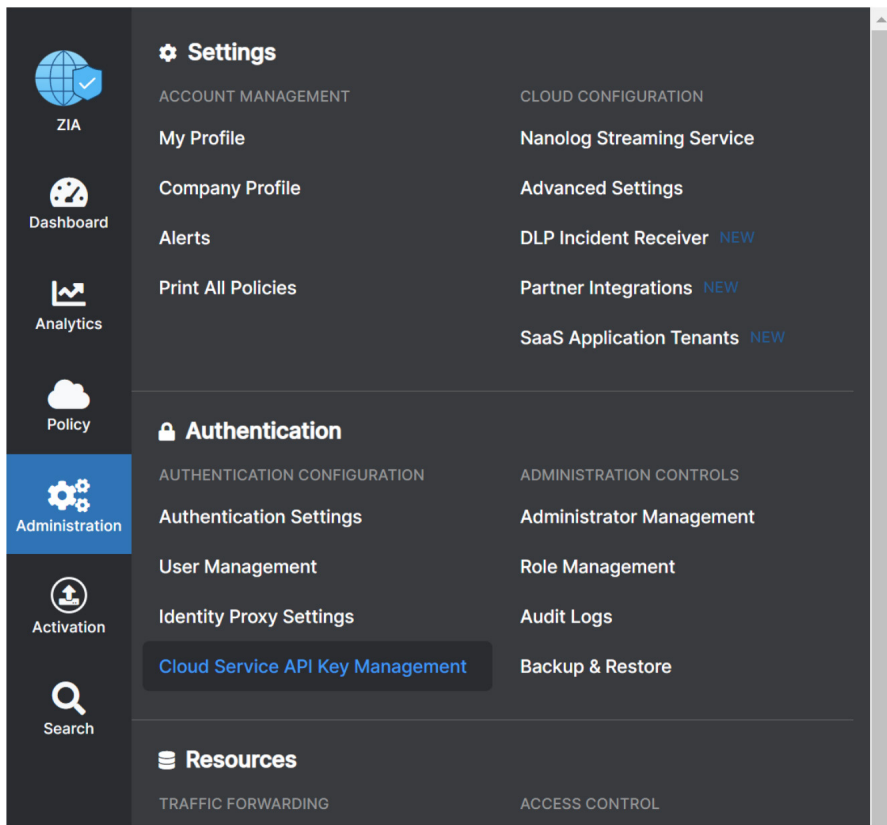 ZIA
Dashboard
Analytics
Policy
Administration
Activation
Search
Settings
ACCOUNT MANAGEMENT
My Profile
Company Profile
Alerts
Print All Policies
CLOUD CONFIGURATION
Nanolog Streaming Service
Advanced Settings
DLP Incident Receiver NEW
Partner Integrations NEW
SaaS Application Tenants NEW
Authentication
AUTHENTICATION CONFIGURATION
Authentication Settings
User Management
Identity Proxy Settings
Cloud Service API Key Management
ADMINISTRATION CONTROLS
Administrator Management
Role Management
Audit Logs
Backup & Restore
Resources
TRAFFIC FORWARDING
ACCESS CONTROL